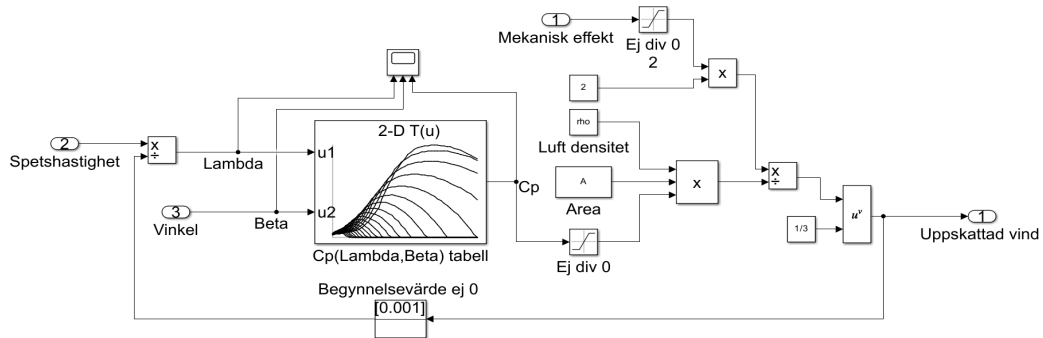 1
Mekanisk effekt
Ej div 0
2
x
2
rho
Luft densitet
2
Spetshastighet
x
÷
Lambda
2-D T(u)
u1
u2
Cp(Lambda,Beta) tabell
Cp
3
Vinkel
Beta
A
Area
x
Ej div 0
x
÷
1/3
u^v
1
Uppskattad vind
Begynnelsevärde ej 0
[0.001]